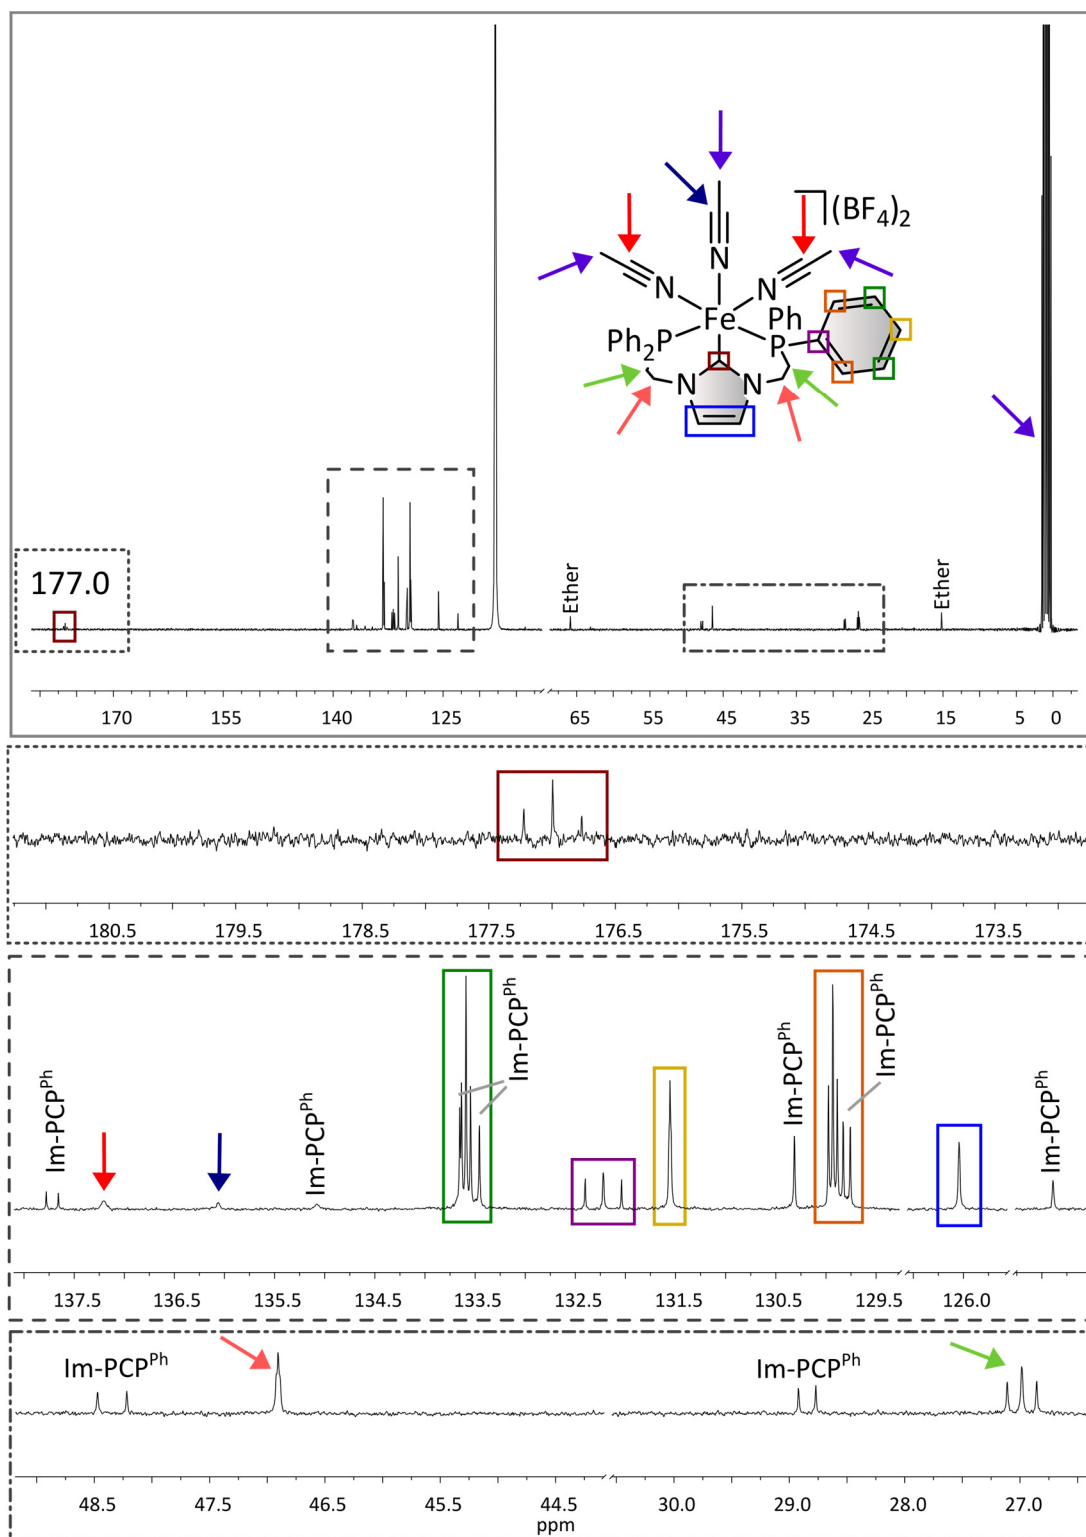 (BF4)2
N
N
N
Fe
Ph
Ph2P
P
N
N
177.0
Ether
Ether
170 155 140 125 65 55 45 35 25 15 5 0
180.5 179.5 178.5 177.5 176.5 175.5 174.5 173.5
Im-PCPPh
Im-PCPPh
Im-PCPPh
Im-PCPPh
Im-PCPPh
Im-PCPPh
137.5 136.5 135.5 134.5 133.5 132.5 131.5 130.5 129.5 126.0
Im-PCPPh
Im-PCPPh
48.5 47.5 46.5 45.5 44.5 30.0 29.0 28.0 27.0
ppm